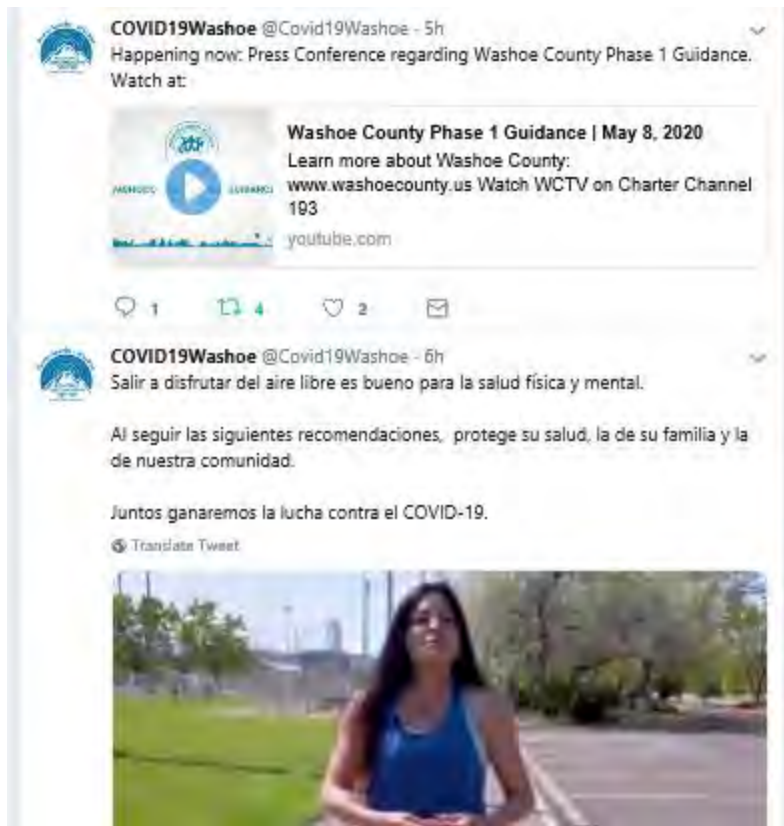 COVID19Washoe @Covid19Washoe - 5h
Happening now: Press Conference regarding Washoe County Phase 1 Guidance.
Watch at:
Washoe County Phase 1 Guidance | May 8, 2020
Learn more about Washoe County:
www.washoecounty.us Watch WCTV on Charter Channel
193
youtube.com
1 4 2
COVID19Washoe @Covid19Washoe - 6h
Salir a disfrutar del aire libre es bueno para la salud física y mental.
Al seguir las siguientes recomendaciones, protege su salud, la de su familia y la
de nuestra comunidad.
Juntos ganaremos la lucha contra el COVID-19.
Translate Tweet